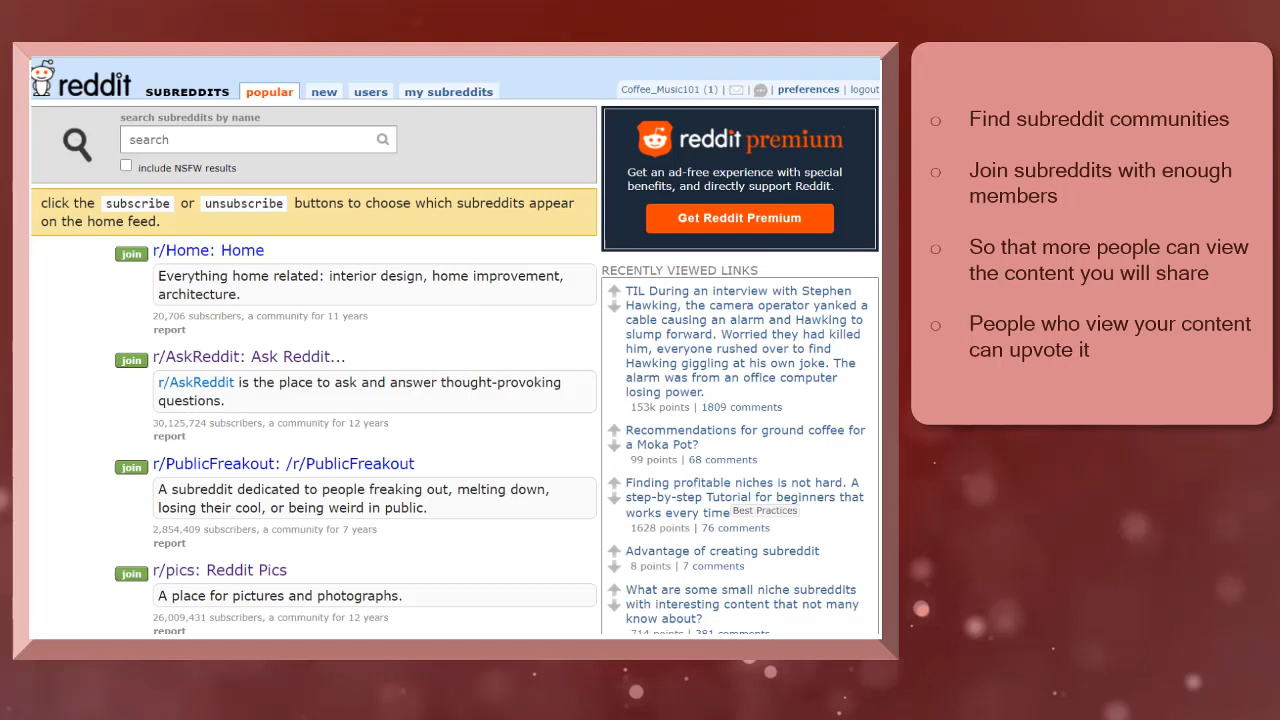 reddit SUBREDDITS popular new users my subreddits
Coffee_Music101 (1) | | | preferences | logout
search subreddits by name
search
include NSFW results
click the subscribe or unsubscribe buttons to choose which subreddits appear
on the home feed.
join r/Home: Home
Everything home related: interior design, home improvement,
architecture.
20,706 subscribers, a community for 11 years
report
join r/AskReddit: Ask Reddit...
r/AskReddit is the place to ask and answer thought-provoking
questions.
30,125,724 subscribers, a community for 12 years
report
join r/PublicFreakout: /r/PublicFreakout
A subreddit dedicated to people freaking out, melting down,
losing their cool, or being weird in public.
2,854,409 subscribers, a community for 7 years
report
join r/pics: Reddit Pics
A place for pictures and photographs.
26,009,431 subscribers, a community for 12 years
report
reddit premium
Get an ad-free experience with special
benefits, and directly support Reddit.
Get Reddit Premium
RECENTLY VIEWED LINKS
TIL During an interview with Stephen
Hawking, the camera operator yanked a
cable causing an alarm and Hawking to
slump forward. Worried they had killed
him, everyone rushed over to find
Hawking giggling at his own joke. The
alarm was from an office computer
losing power.
153k points | 1809 comments
Recommendations for ground coffee for
a Moka Pot?
99 points | 68 comments
Finding profitable niches is not hard. A
step-by-step Tutorial for beginners that
works every time Best Practices
1628 points | 76 comments
Advantage of creating subreddit
8 points | 7 comments
What are some small niche subreddits
with interesting content that not many
know about?
714 points | 381 comments
Find subreddit communities
Join subreddits with enough
members
So that more people can view
the content you will share
People who view your content
can upvote it